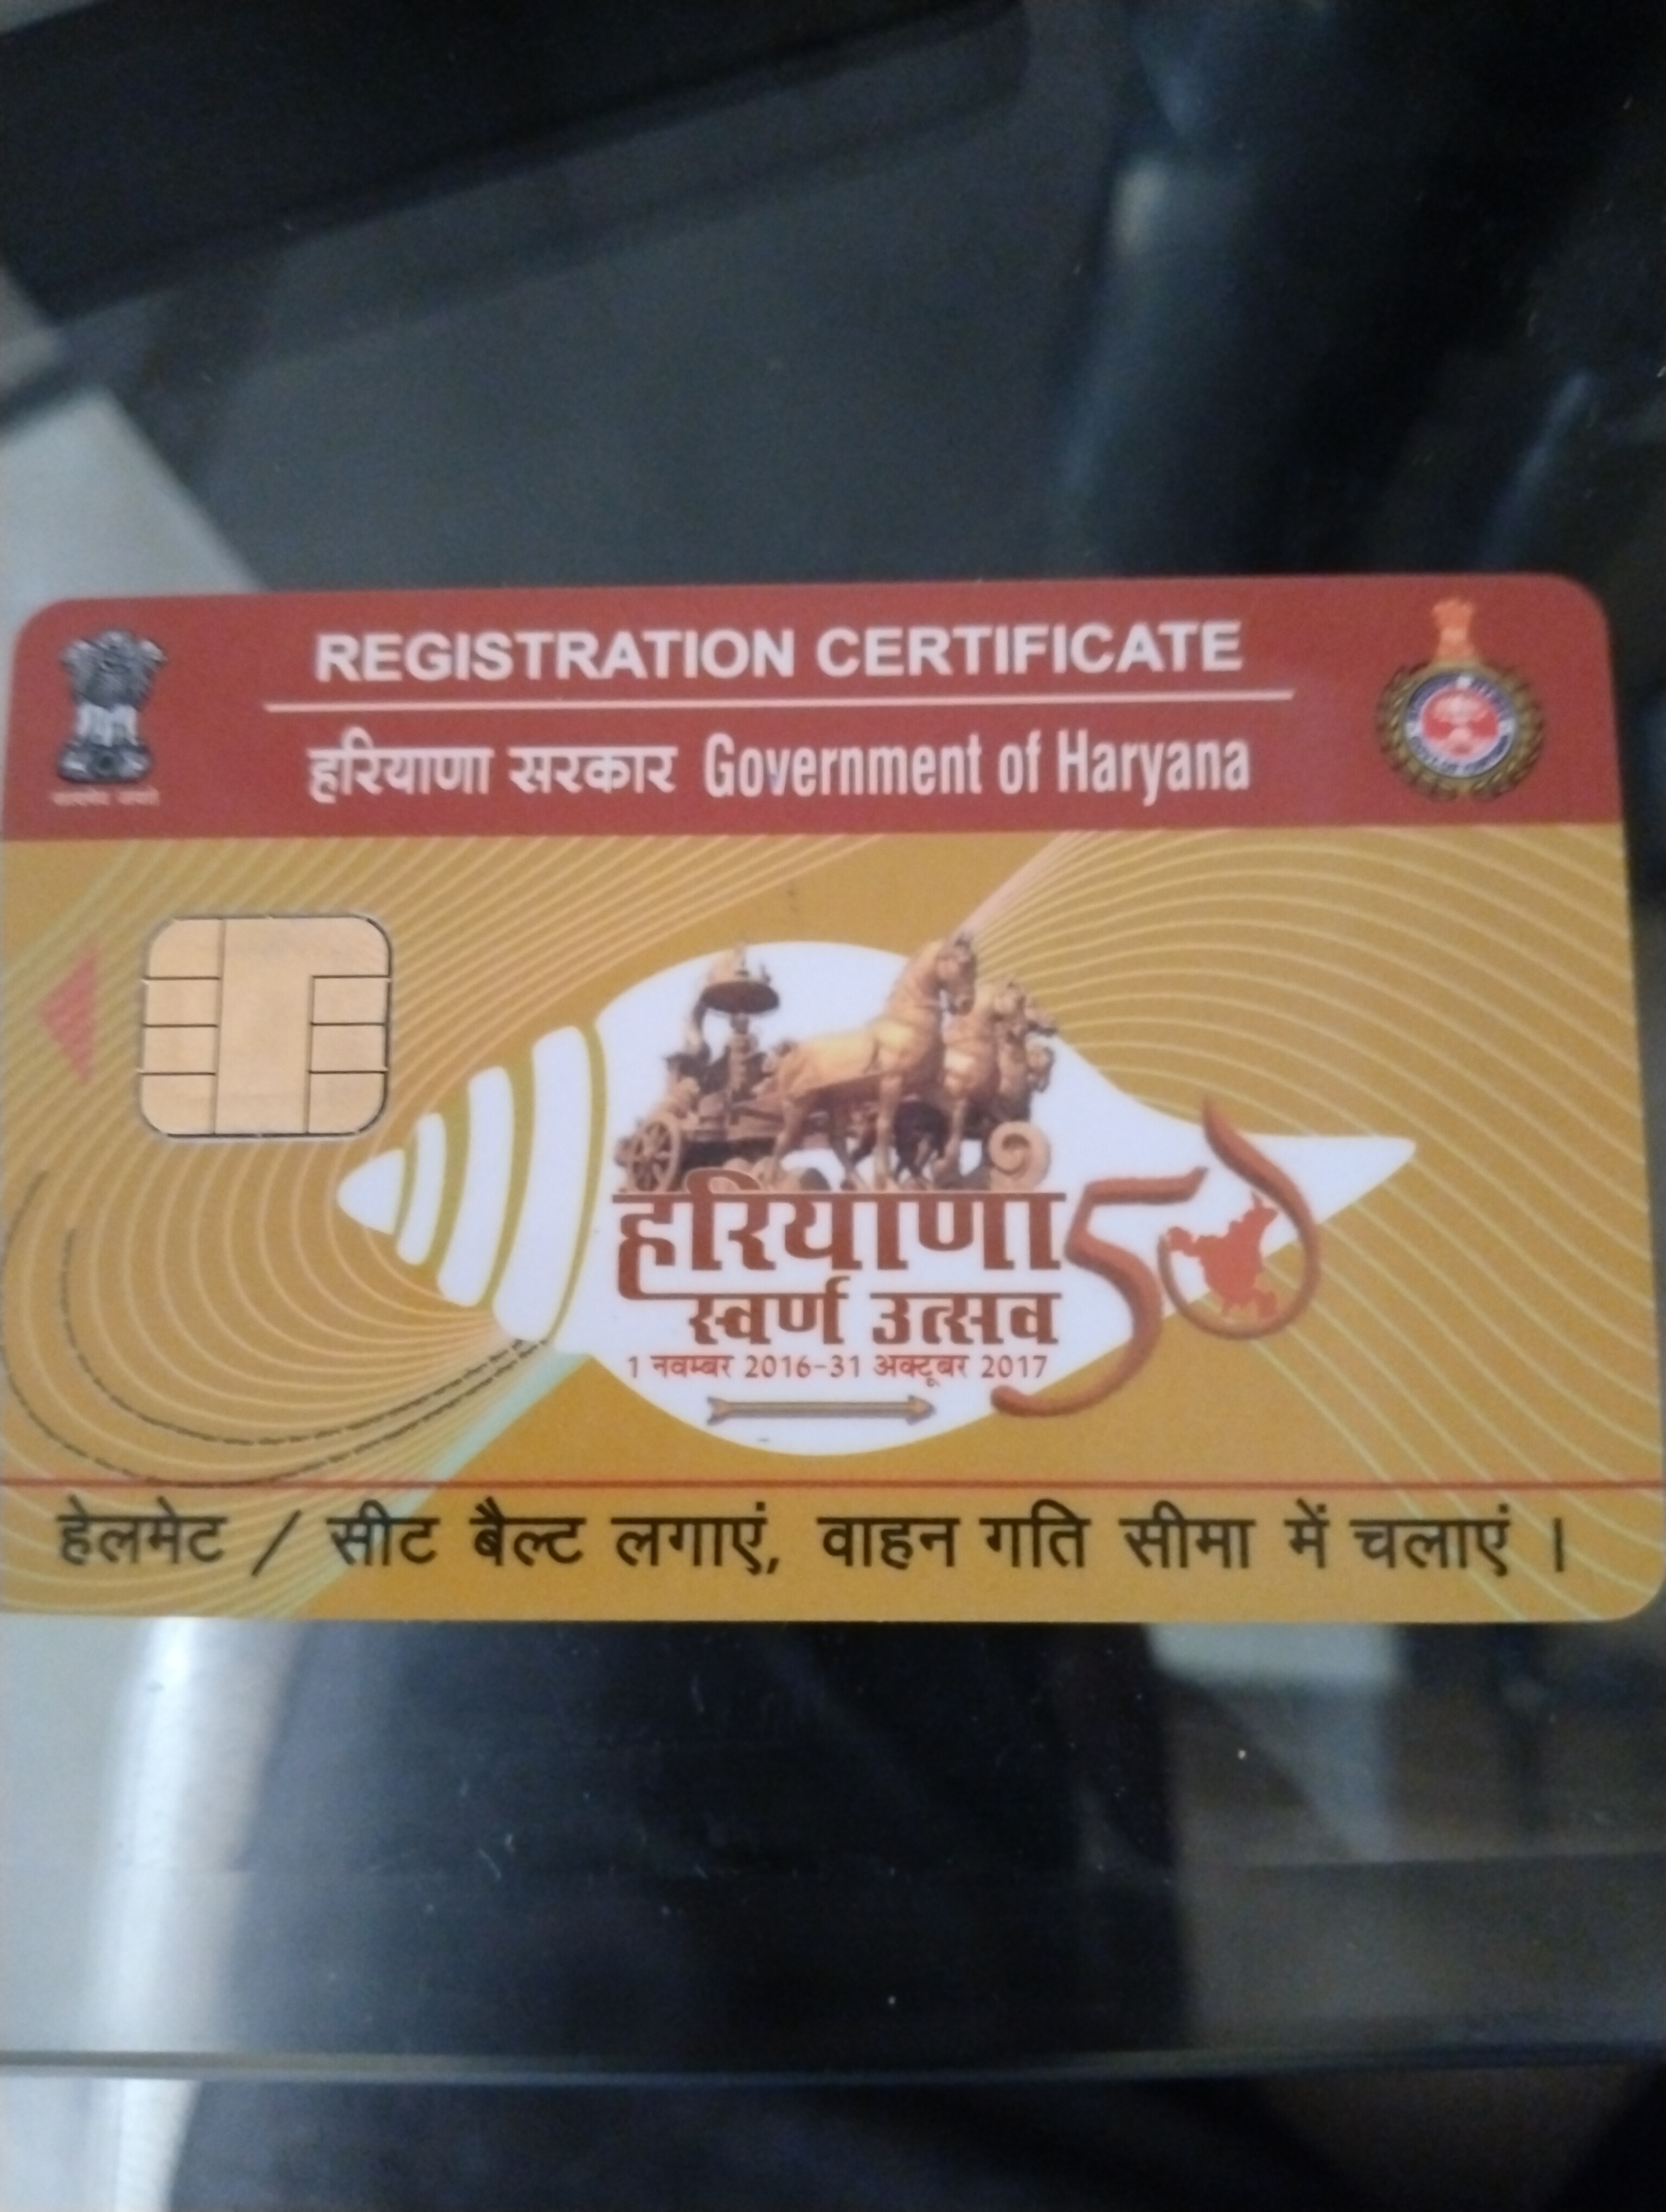 REGISTRATION CERTIFICATE
हरियाणा सरकार Government of Haryana
हरियाणा 50
स्वर्ण उत्सव
1 नवम्बर 2016-31 अक्टूबर 2017
हेलमेट / सीट बैल्ट लगाएं, वाहन गति सीमा में चलाएं ।